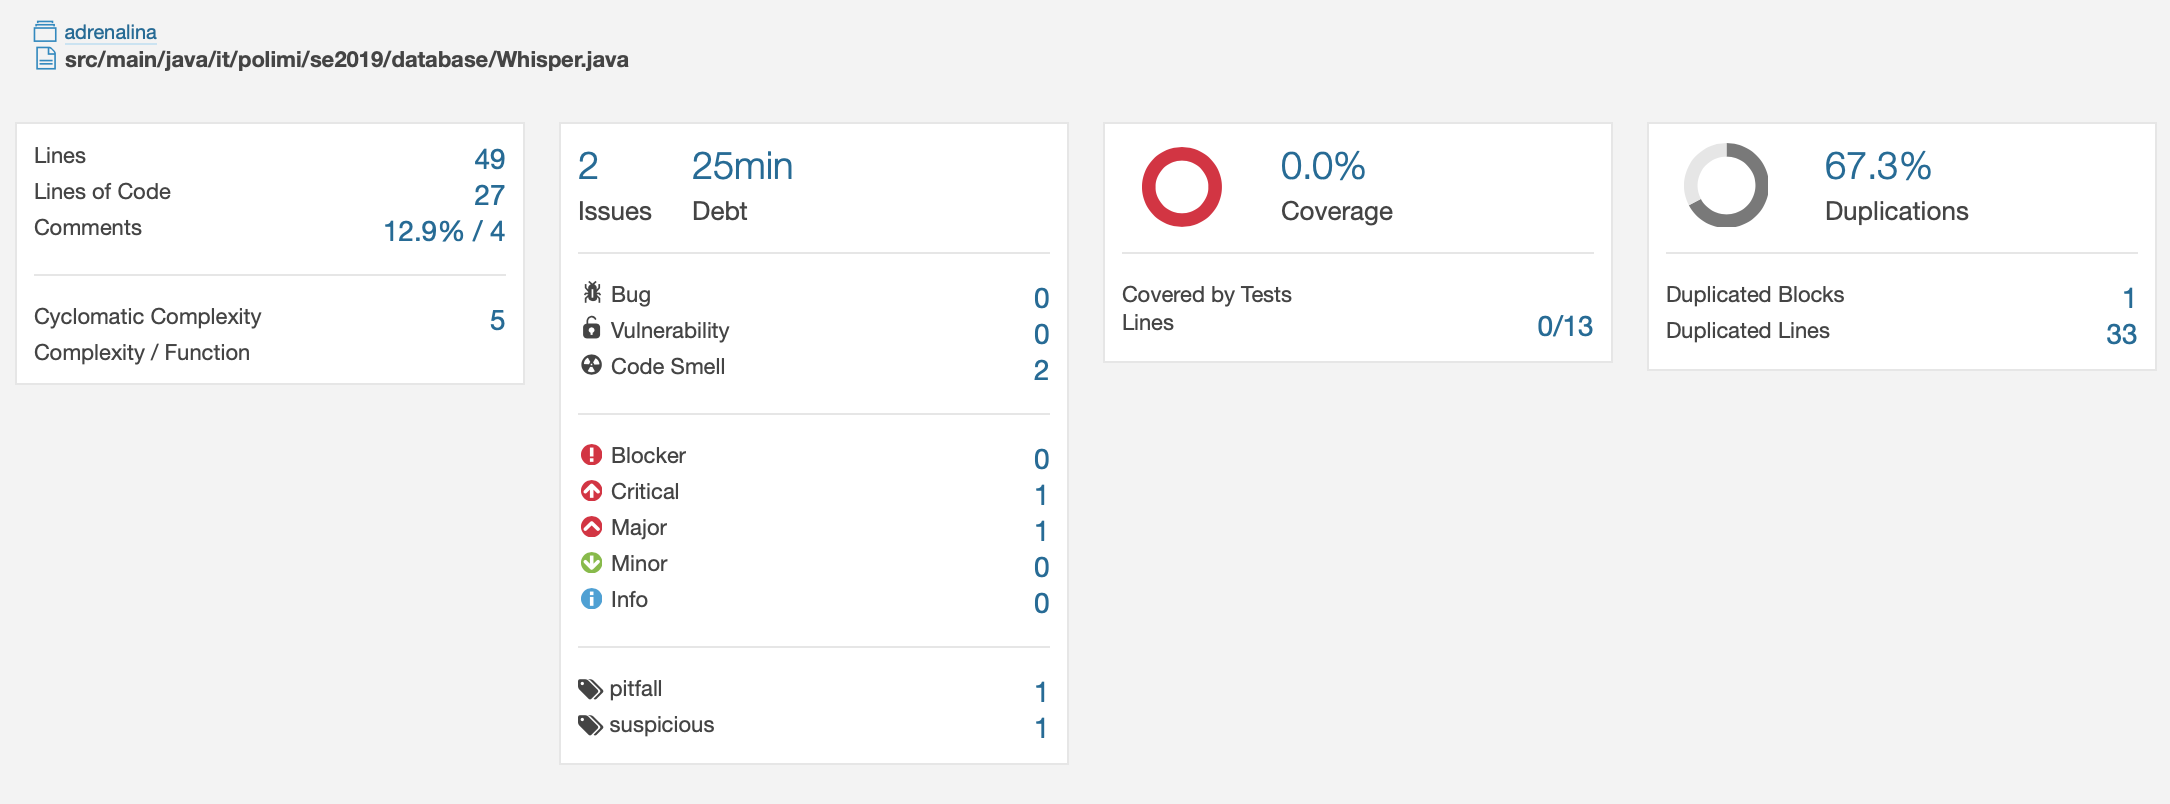 adrenalina
src/main/java/it/polimi/se2019/database/Whisper.java
Lines 49
Lines of Code 27
Comments 12.9% / 4
Cyclomatic Complexity 5
Complexity / Function
2 25min
Issues Debt
Bug 0
Vulnerability 0
Code Smell 2
Blocker 0
Critical 1
Major 1
Minor 0
Info 0
pitfall 1
suspicious 1
0.0%
Coverage
Covered by Tests
Lines 0/13
67.3%
Duplications
Duplicated Blocks 1
Duplicated Lines 33